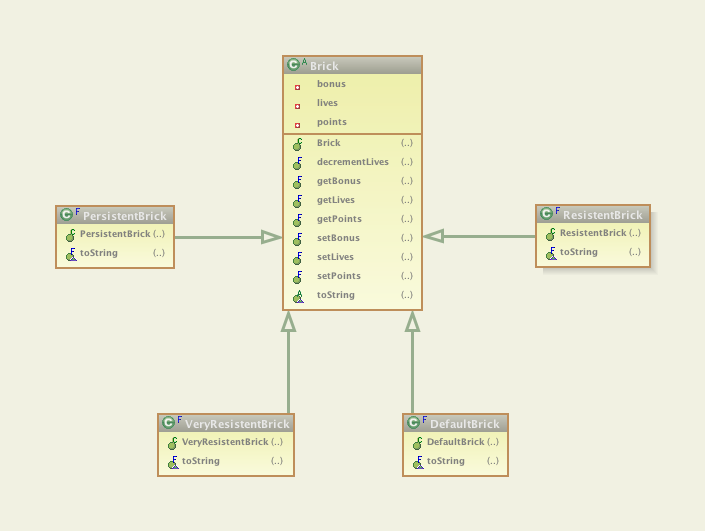 C A Brick
bonus
lives
points
C Brick (..)
F decrementLives (..)
F getBonus (..)
F getLives (..)
F getPoints (..)
F setBonus (..)
F setLives (..)
F setPoints (..)
A toString (..)
C F PersistentBrick
C PersistentBrick (..)
F toString (..)
C F ResistentBrick
C ResistentBrick (..)
F toString (..)
C F VeryResistentBrick
C VeryResistentBrick (..)
F toString (..)
C F DefaultBrick
C DefaultBrick (..)
F toString (..)